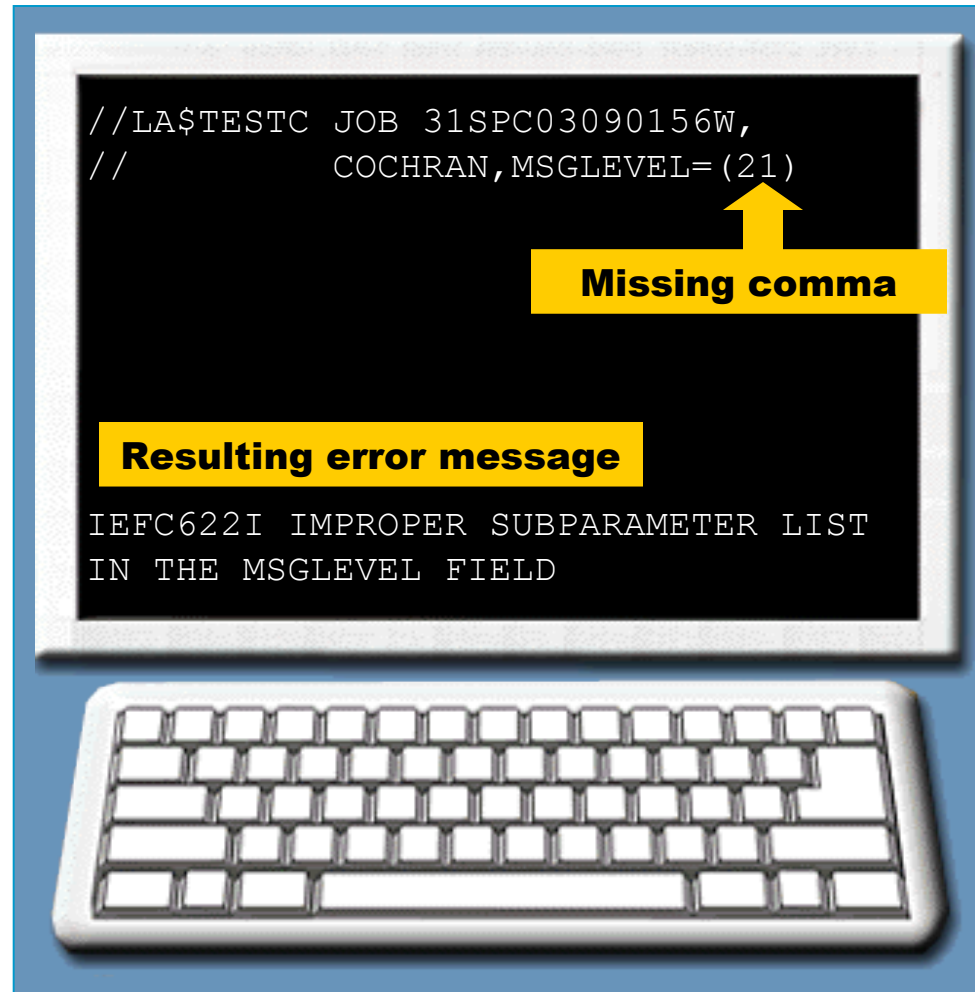 //LA$TESTC JOB 31SPC03090156W,
//         COCHRAN,MSGLEVEL=(21)
Missing comma
Resulting error message
IEFC622I IMPROPER SUBPARAMETER LIST
IN THE MSGLEVEL FIELD